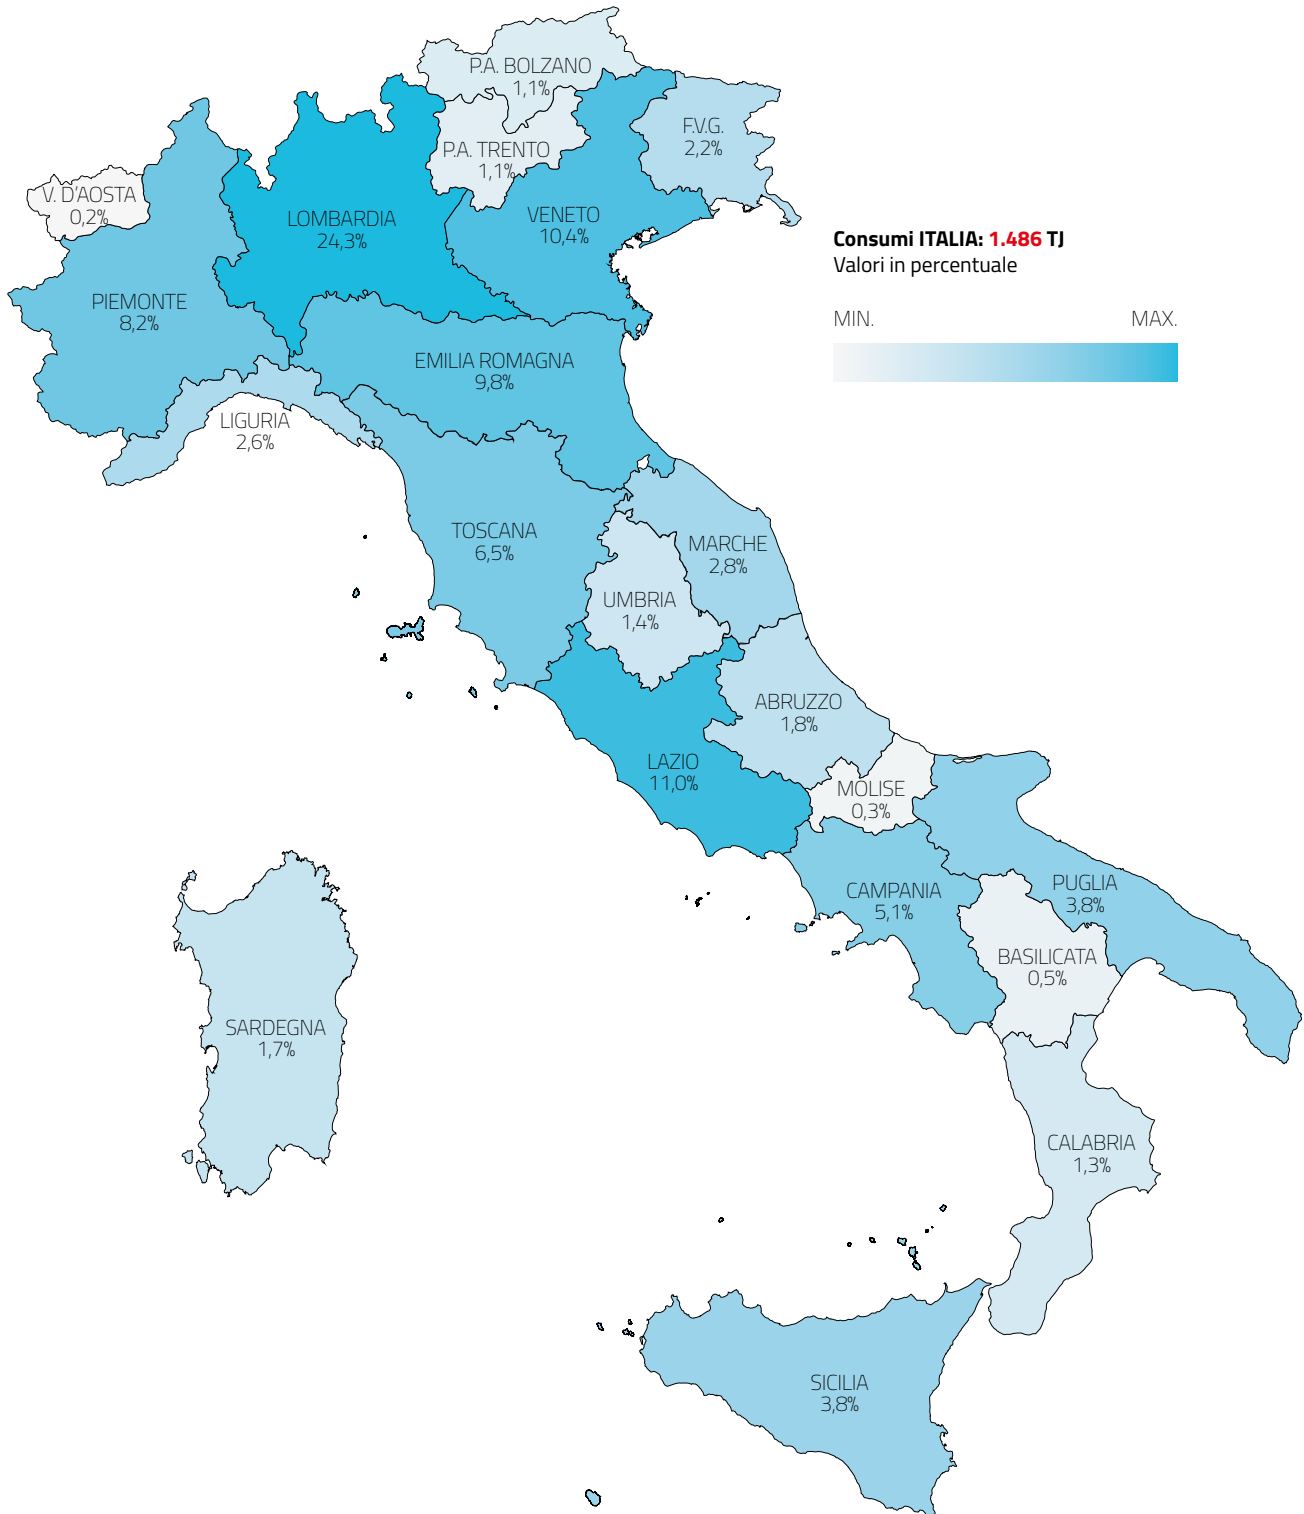 P.A. BOLZANO
1,1%
F.V.G.
2,2%
P.A. TRENTO
1,1%
V. D'AOSTA
0,2%
LOMBARDIA
24,3%
VENETO
10,4%
Consumi ITALIA: 1.486 TJ
Valori in percentuale
MIN.
MAX.
PIEMONTE
8,2%
EMILIA ROMAGNA
9,8%
LIGURIA
2,6%
TOSCANA
6,5%
MARCHE
2,8%
UMBRIA
1,4%
ABRUZZO
1,8%
LAZIO
11,0%
MOLISE
0,3%
CAMPANIA
5,1%
PUGLIA
3,8%
BASILICATA
0,5%
SARDEGNA
1,7%
CALABRIA
1,3%
SICILIA
3,8%